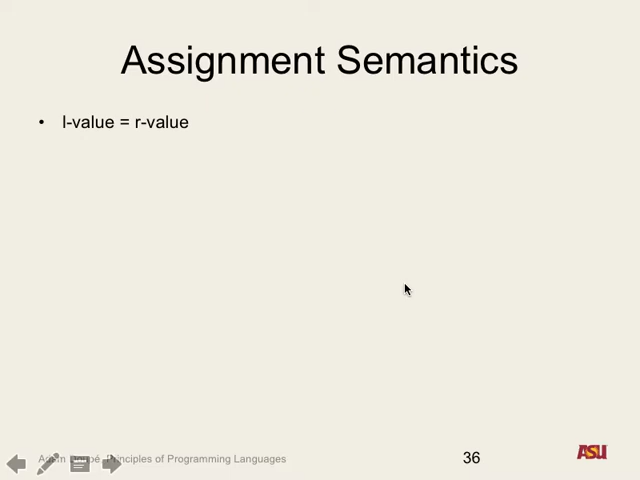 Assignment Semantics
• l-value = r-value
Principles of Programming Languages
36
ASU